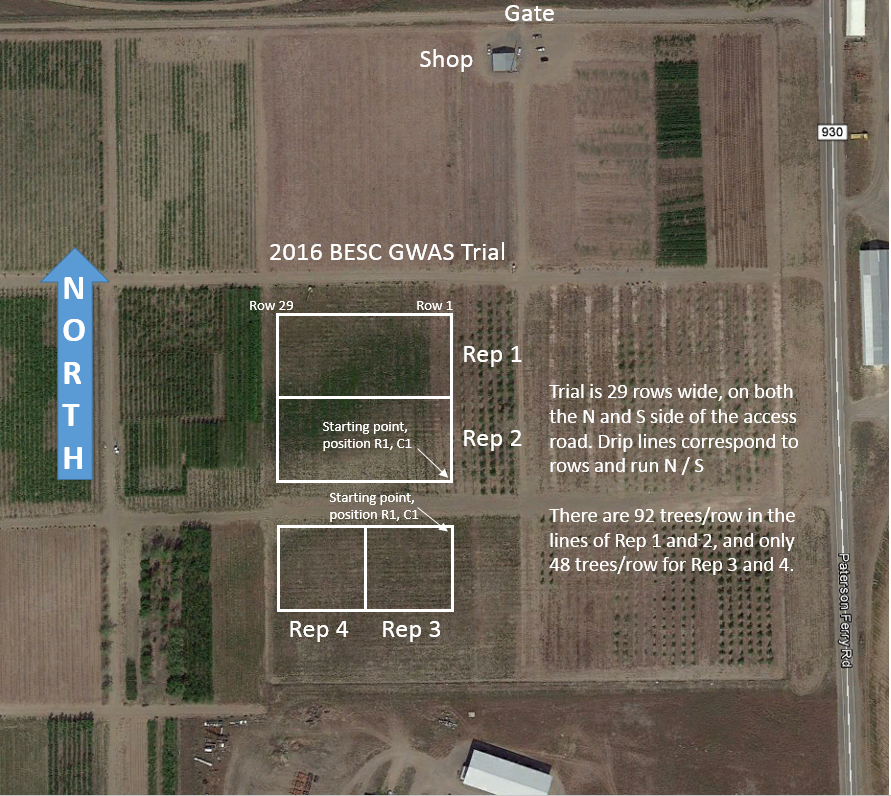 Gate
Shop
930
2016 BESC GWAS Trial
NORTH
Row 29
Row 1
Rep 1
Starting point,
position R1, C1
Rep 2
Trial is 29 rows wide, on both
the N and S side of the access
road. Drip lines correspond to
rows and run N / S
Starting point,
position R1, C1
There are 92 trees/row in the
lines of Rep 1 and 2, and only
48 trees/row for Rep 3 and 4.
Rep 4
Rep 3
Paterson Ferry Rd